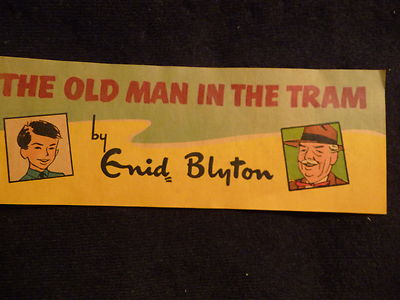 THE OLD MAN IN THE TRAM
by
Enid Blyton